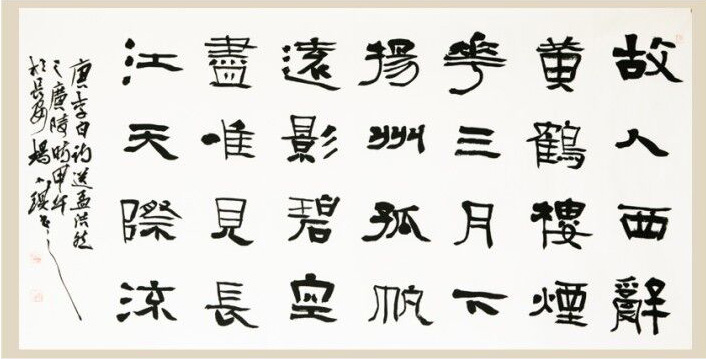 故人西辭
黄鶴樓煙
花三月下
揚州孤帆
遠影碧空
盡唯見長
江天際流
唐李白詩送孟浩然
之廣陵時甲午
於長安楊